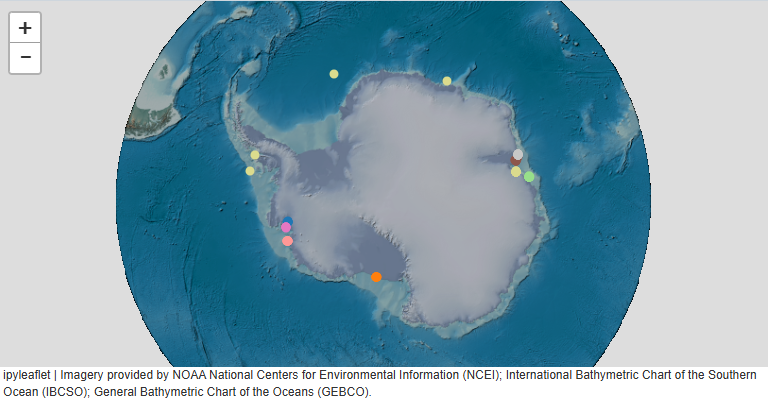 +
−
ipyleaflet | Imagery provided by NOAA National Centers for Environmental Information (NCEI); International Bathymetric Chart of the Southern
Ocean (IBCSO); General Bathymetric Chart of the Oceans (GEBCO).